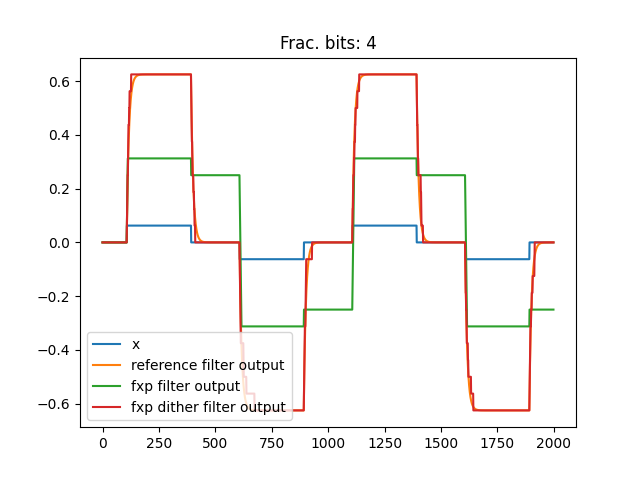 Frac. bits: 4
0.6
0.4
0.2
0.0
−0.2
−0.4
−0.6
x
reference filter output
fxp filter output
fxp dither filter output
0 250 500 750 1000 1250 1500 1750 2000